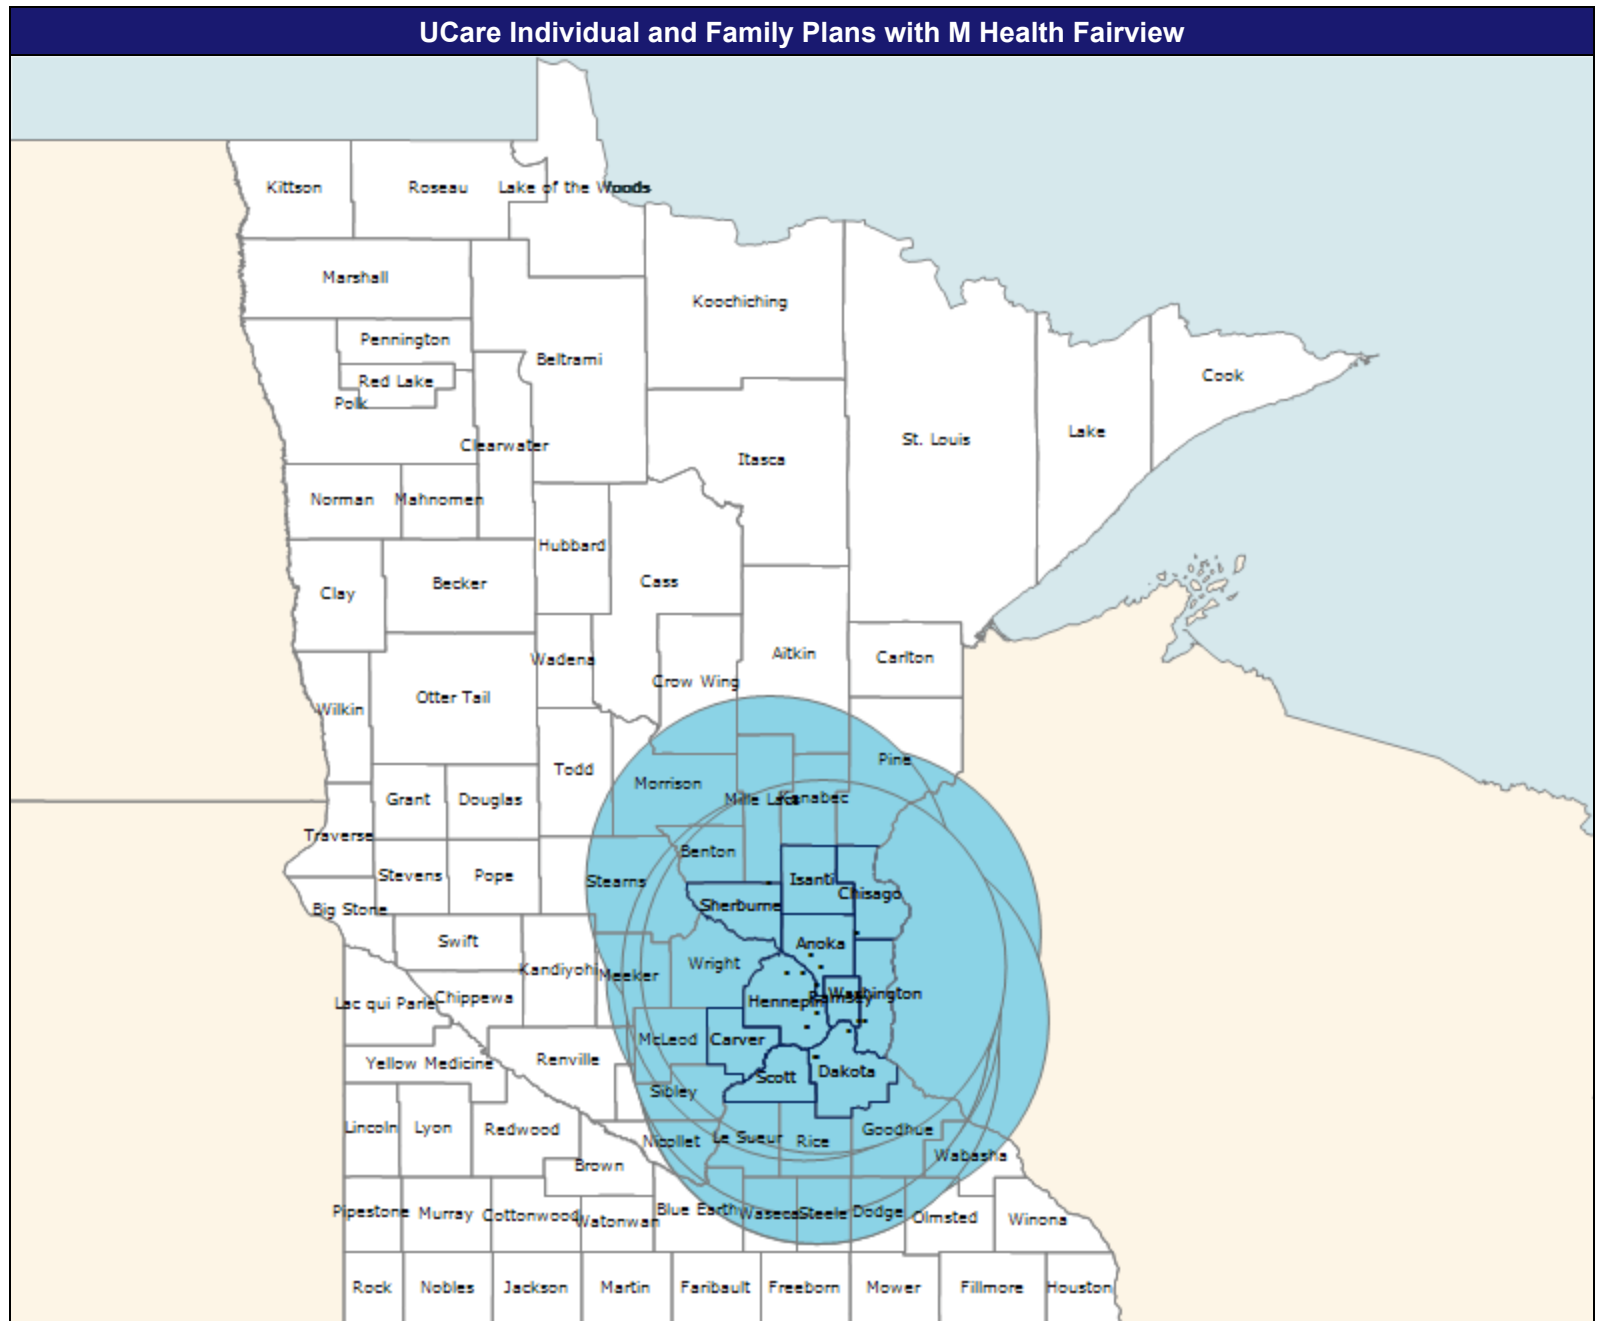 UCare Individual and Family Plans with M Health Fairview
Kittson
Roseau
Lake of the Woods
Marshall
Koochiching
Pennington
Beltrami
Red Lake
Cook
Polk
Lake
St. Louis
Clearwater
Itasca
Norman
Mahnomen
Hubbard
Cass
Becker
Clay
Aitkin
Carlton
Wadena
Crow Wing
Otter Tail
Wilkin
Pine
Todd
Morrison
Grant
Douglas
Mille Lacs
Kanabec
Traverse
Benton
Stevens
Pope
Stearns
Isanti
Chisago
Big Stone
Sherburne
Swift
Anoka
Wright
Kandiyohi
Meeker
Ramsey
Washington
Lac qui Parle
Chippewa
Hennepin
McLeod
Carver
Yellow Medicine
Renville
Scott
Dakota
Sibley
Lincoln
Lyon
Redwood
Nicollet
Le Sueur
Rice
Goodhue
Wabasha
Brown
Pipestone
Murray
Cottonwood
Watonwan
Blue Earth
Waseca
Steele
Dodge
Olmsted
Winona
Rock
Nobles
Jackson
Martin
Faribault
Freeborn
Mower
Fillmore
Houston